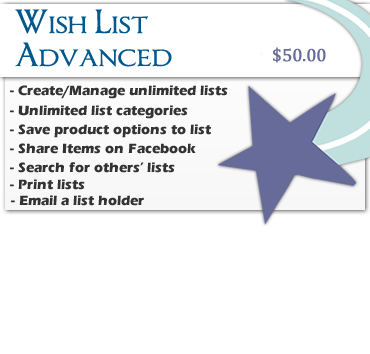 Wish List
Advanced
$50.00
- Create/Manage unlimited lists
- Unlimited list categories
- Save product options to list
- Share Items on Facebook
- Search for others' lists
- Print lists
- Email a list holder